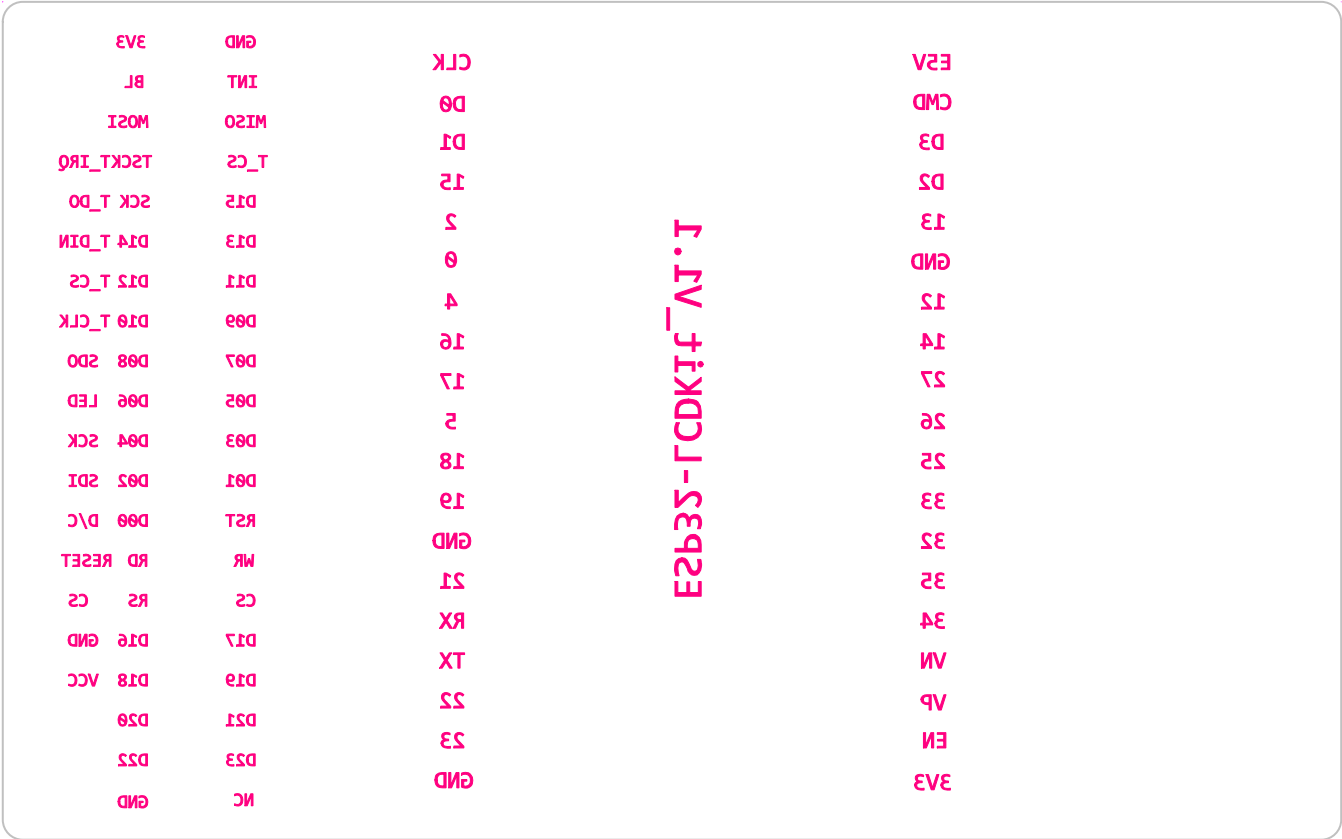 3V3
BL
MOSI
TSCKT_IRQ
SCK T_DO
D14 T_DIN
D12 T_CS
D10 T_CLK
D08 SDO
D06 LED
D04 SCK
D02 SDI
D00 D/C
RD RESET
RS CS
D16 GND
D18 VCC
D20
D22
GND
GND
INT
MISO
T_CS
D15
D13
D11
D09
D07
D05
D03
D01
RST
WR
CS
D17
D19
D21
D23
NC
CLK
D0
D1
15
2
0
4
16
17
5
18
19
GND
21
RX
TX
22
23
GND
ESP32-LCDKit_V1.1
E5V
CMD
D3
D2
13
GND
12
14
27
26
25
33
32
35
34
VN
VP
EN
3V3